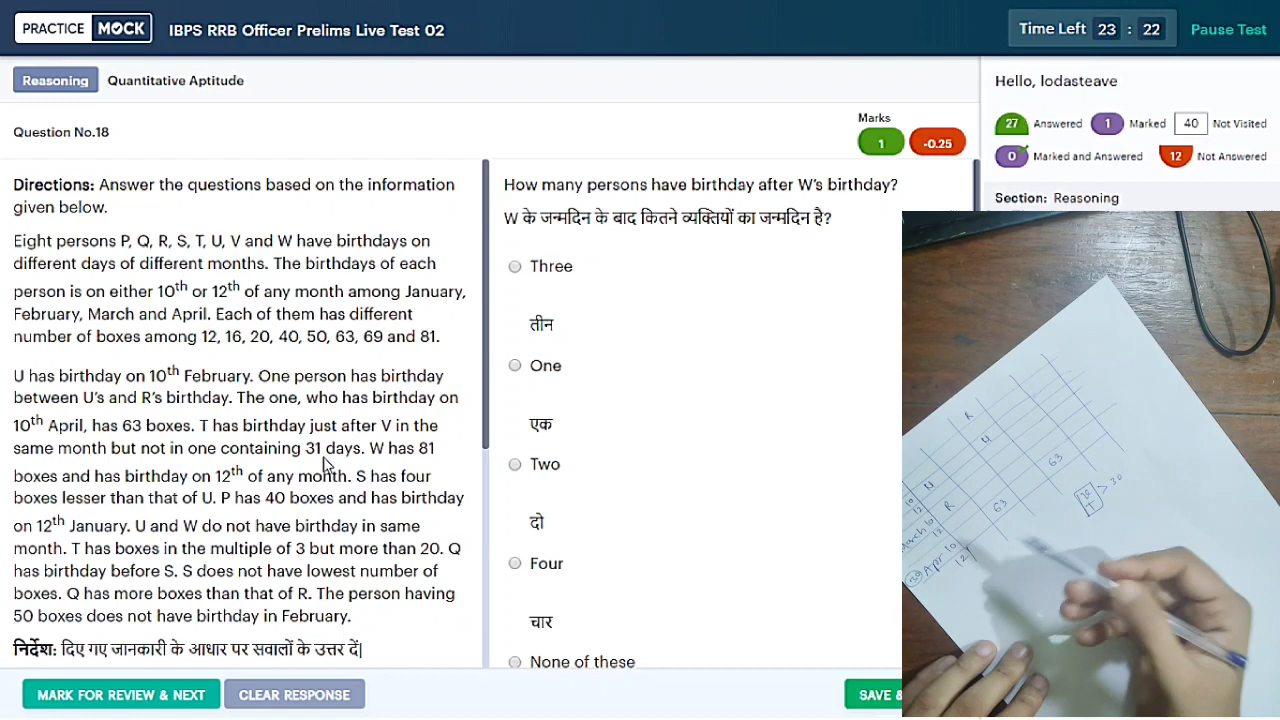 PRACTICE MOCK
IBPS RRB Officer Prelims Live Test 02
Time Left 23 : 22
Pause Test
Reasoning
Quantitative Aptitude
Hello, lodasteave
Question No.18
Marks
1
-0.25
27 Answered
1 Marked
40 Not Visited
0 Marked and Answered
12 Not Answered
Section: Reasoning
Directions: Answer the questions based on the information
given below.
Eight persons P, Q, R, S, T, U, V and W have birthdays on
different days of different months. The birthdays of each
person is on either 10th or 12th of any month among January,
February, March and April. Each of them has different
number of boxes among 12, 16, 20, 40, 50, 63, 69 and 81.
U has birthday on 10th February. One person has birthday
between U's and R's birthday. The one, who has birthday on
10th April, has 63 boxes. T has birthday just after V in the
same month but not in one containing 31 days. W has 81
boxes and has birthday on 12th of any month. S has four
boxes lesser than that of U. P has 40 boxes and has birthday
on 12th January. U and W do not have birthday in same
month. T has boxes in the multiple of 3 but more than 20. Q
has birthday before S. S does not have lowest number of
boxes. Q has more boxes than that of R. The person having
50 boxes does not have birthday in February.
निर्देश: दिए गए जानकारी के आधार पर सवालों के उत्तर दें|
How many persons have birthday after W's birthday?
W के जन्मदिन के बाद कितने व्यक्तियों का जन्मदिन है?
Three
तीन
One
एक
Two
दो
Four
चार
None of these
MARK FOR REVIEW & NEXT
CLEAR RESPONSE
SAVE &
R
U
U
63
R
63
T
> 30
10
12
10
12
Apr 10
12